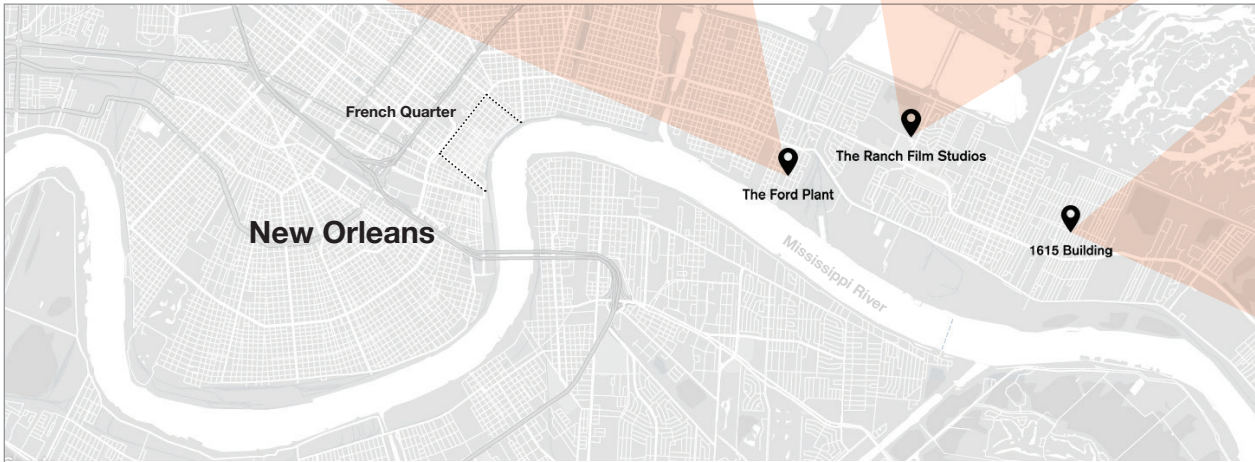 French Quarter
The Ranch Film Studios
The Ford Plant
New Orleans
1615 Building
Mississippi River